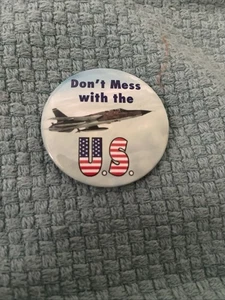 Don't Mess
with the
U.S.